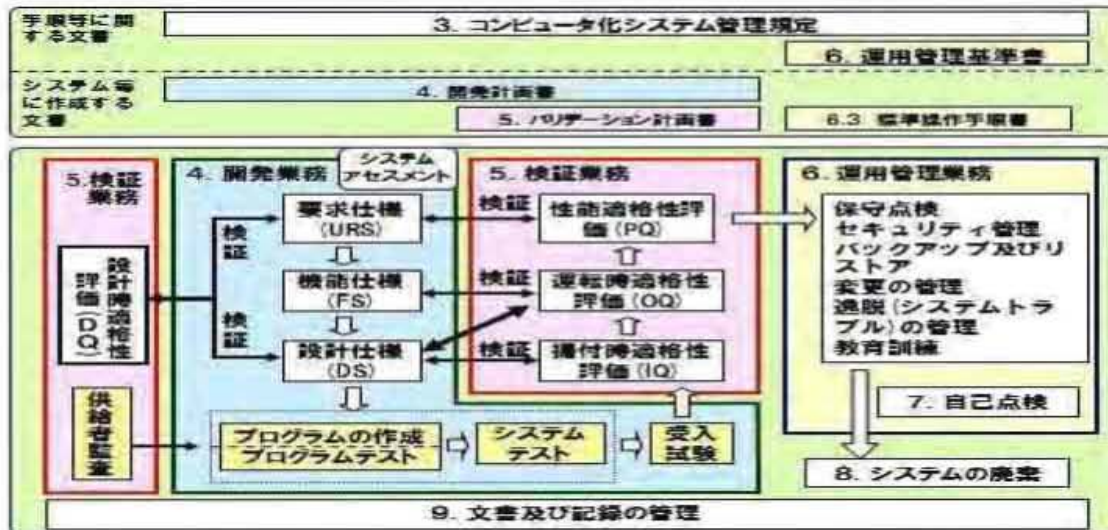 手順等に関
する文書
3. コンピュータ化システム管理規定
6. 運用管理基準書
システム毎
に作成する
文書
4. 開発計画書
5. バリデーション計画書
6.3 標準操作手順書
5.検証
業務
4. 開発業務
システム
アセスメント
5. 検証業務
6. 運用管理業務
設計時適格性
評価(DQ)
検証
検証
要求仕様
(URS)
機能仕様
(FS)
設計仕様
(DS)
検証
検証
検証
性能適格性評
価(PQ)
運転時適格性
評価(OQ)
据付時適格性
評価(IQ)
保守点検
セキュリティ管理
バックアップ及びリ
ストア
変更の管理
逸脱(システムトラ
ブル)の管理
教育訓練
7. 自己点検
供給者監査
プログラムの作成
プログラムテスト
システム
テスト
受入
試験
8. システムの廃棄
9. 文書及び記録の管理